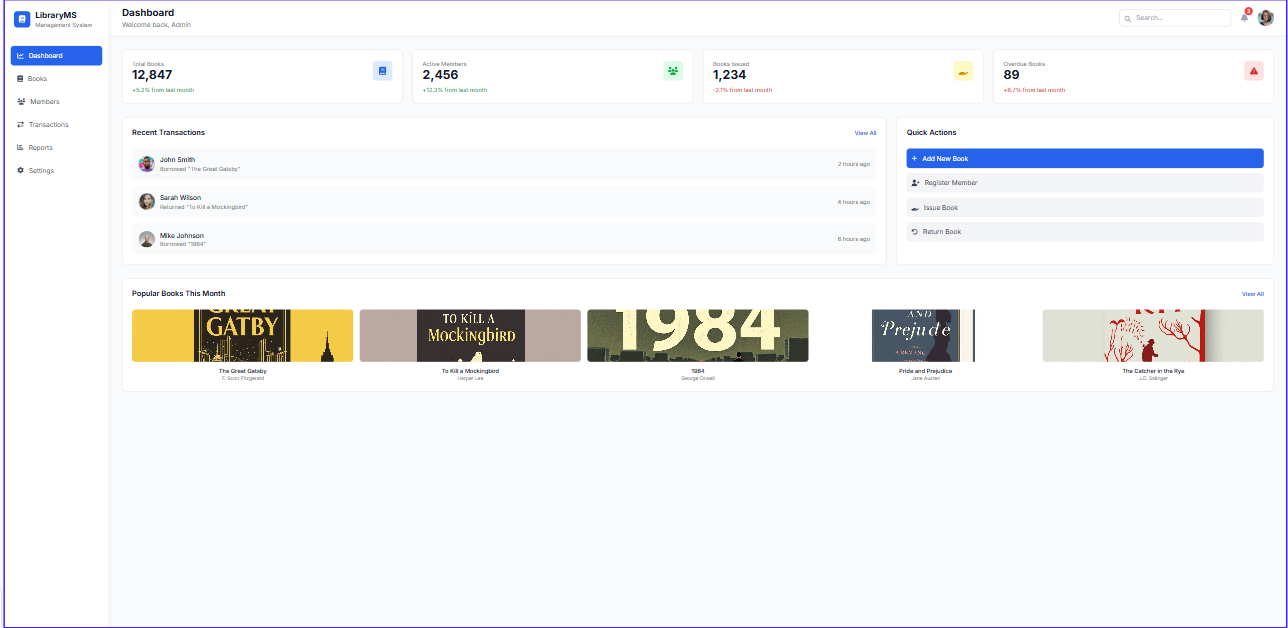 LibraryMS
Management System
Dashboard
Books
Members
Transactions
Reports
Settings
Dashboard
Welcome back, Admin
Search...
3
Total Books
12,847
+5.2% from last month
Active Members
2,456
+12.3% from last month
Books Issued
1,234
-2.1% from last month
Overdue Books
89
+8.7% from last month
Recent Transactions
View All
John Smith
Borrowed "The Great Gatsby"
2 hours ago
Sarah Wilson
Returned "To Kill a Mockingbird"
4 hours ago
Mike Johnson
Borrowed "1984"
6 hours ago
Quick Actions
+ Add New Book
Register Member
Issue Book
Return Book
Popular Books This Month
View All
GREAT
GATBY
The Great Gatsby
F. Scott Fitzgerald
TO KILL A
MOCKINGBIRD
To Kill a Mockingbird
Harper Lee
1984
1984
George Orwell
AND
Prejude
Pride and Prejudice
Jane Austen
The Catcher in the Rye
J.D. Salinger